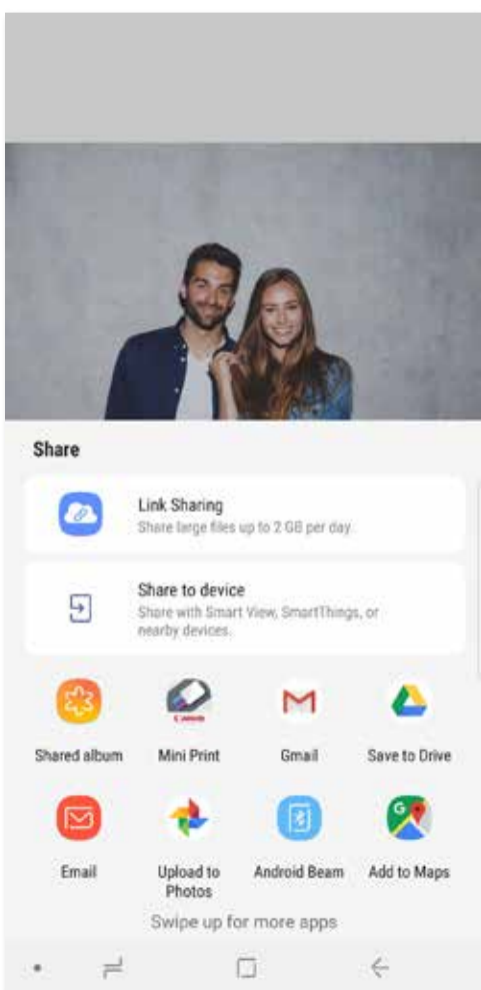 Share
Link Sharing
Share large files up to 2 GB per day.
Share to device
Share with Smart View, SmartThings, or
nearby devices.
Canon
Shared album
Mini Print
Gmail
Save to Drive
G
Email
Upload to
Photos
Android Beam
Add to Maps
Swipe up for more apps